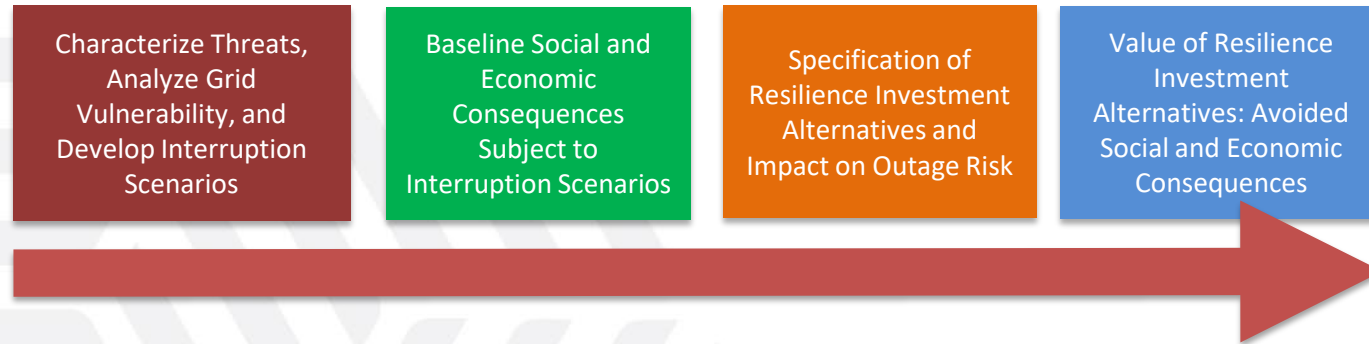 Characterize Threats,
Analyze Grid
Vulnerability, and
Develop Interruption
Scenarios
Baseline Social and
Economic
Consequences
Subject to
Interruption Scenarios
Specification of
Resilience Investment
Alternatives and
Impact on Outage Risk
Value of Resilience
Investment
Alternatives: Avoided
Social and Economic
Consequences